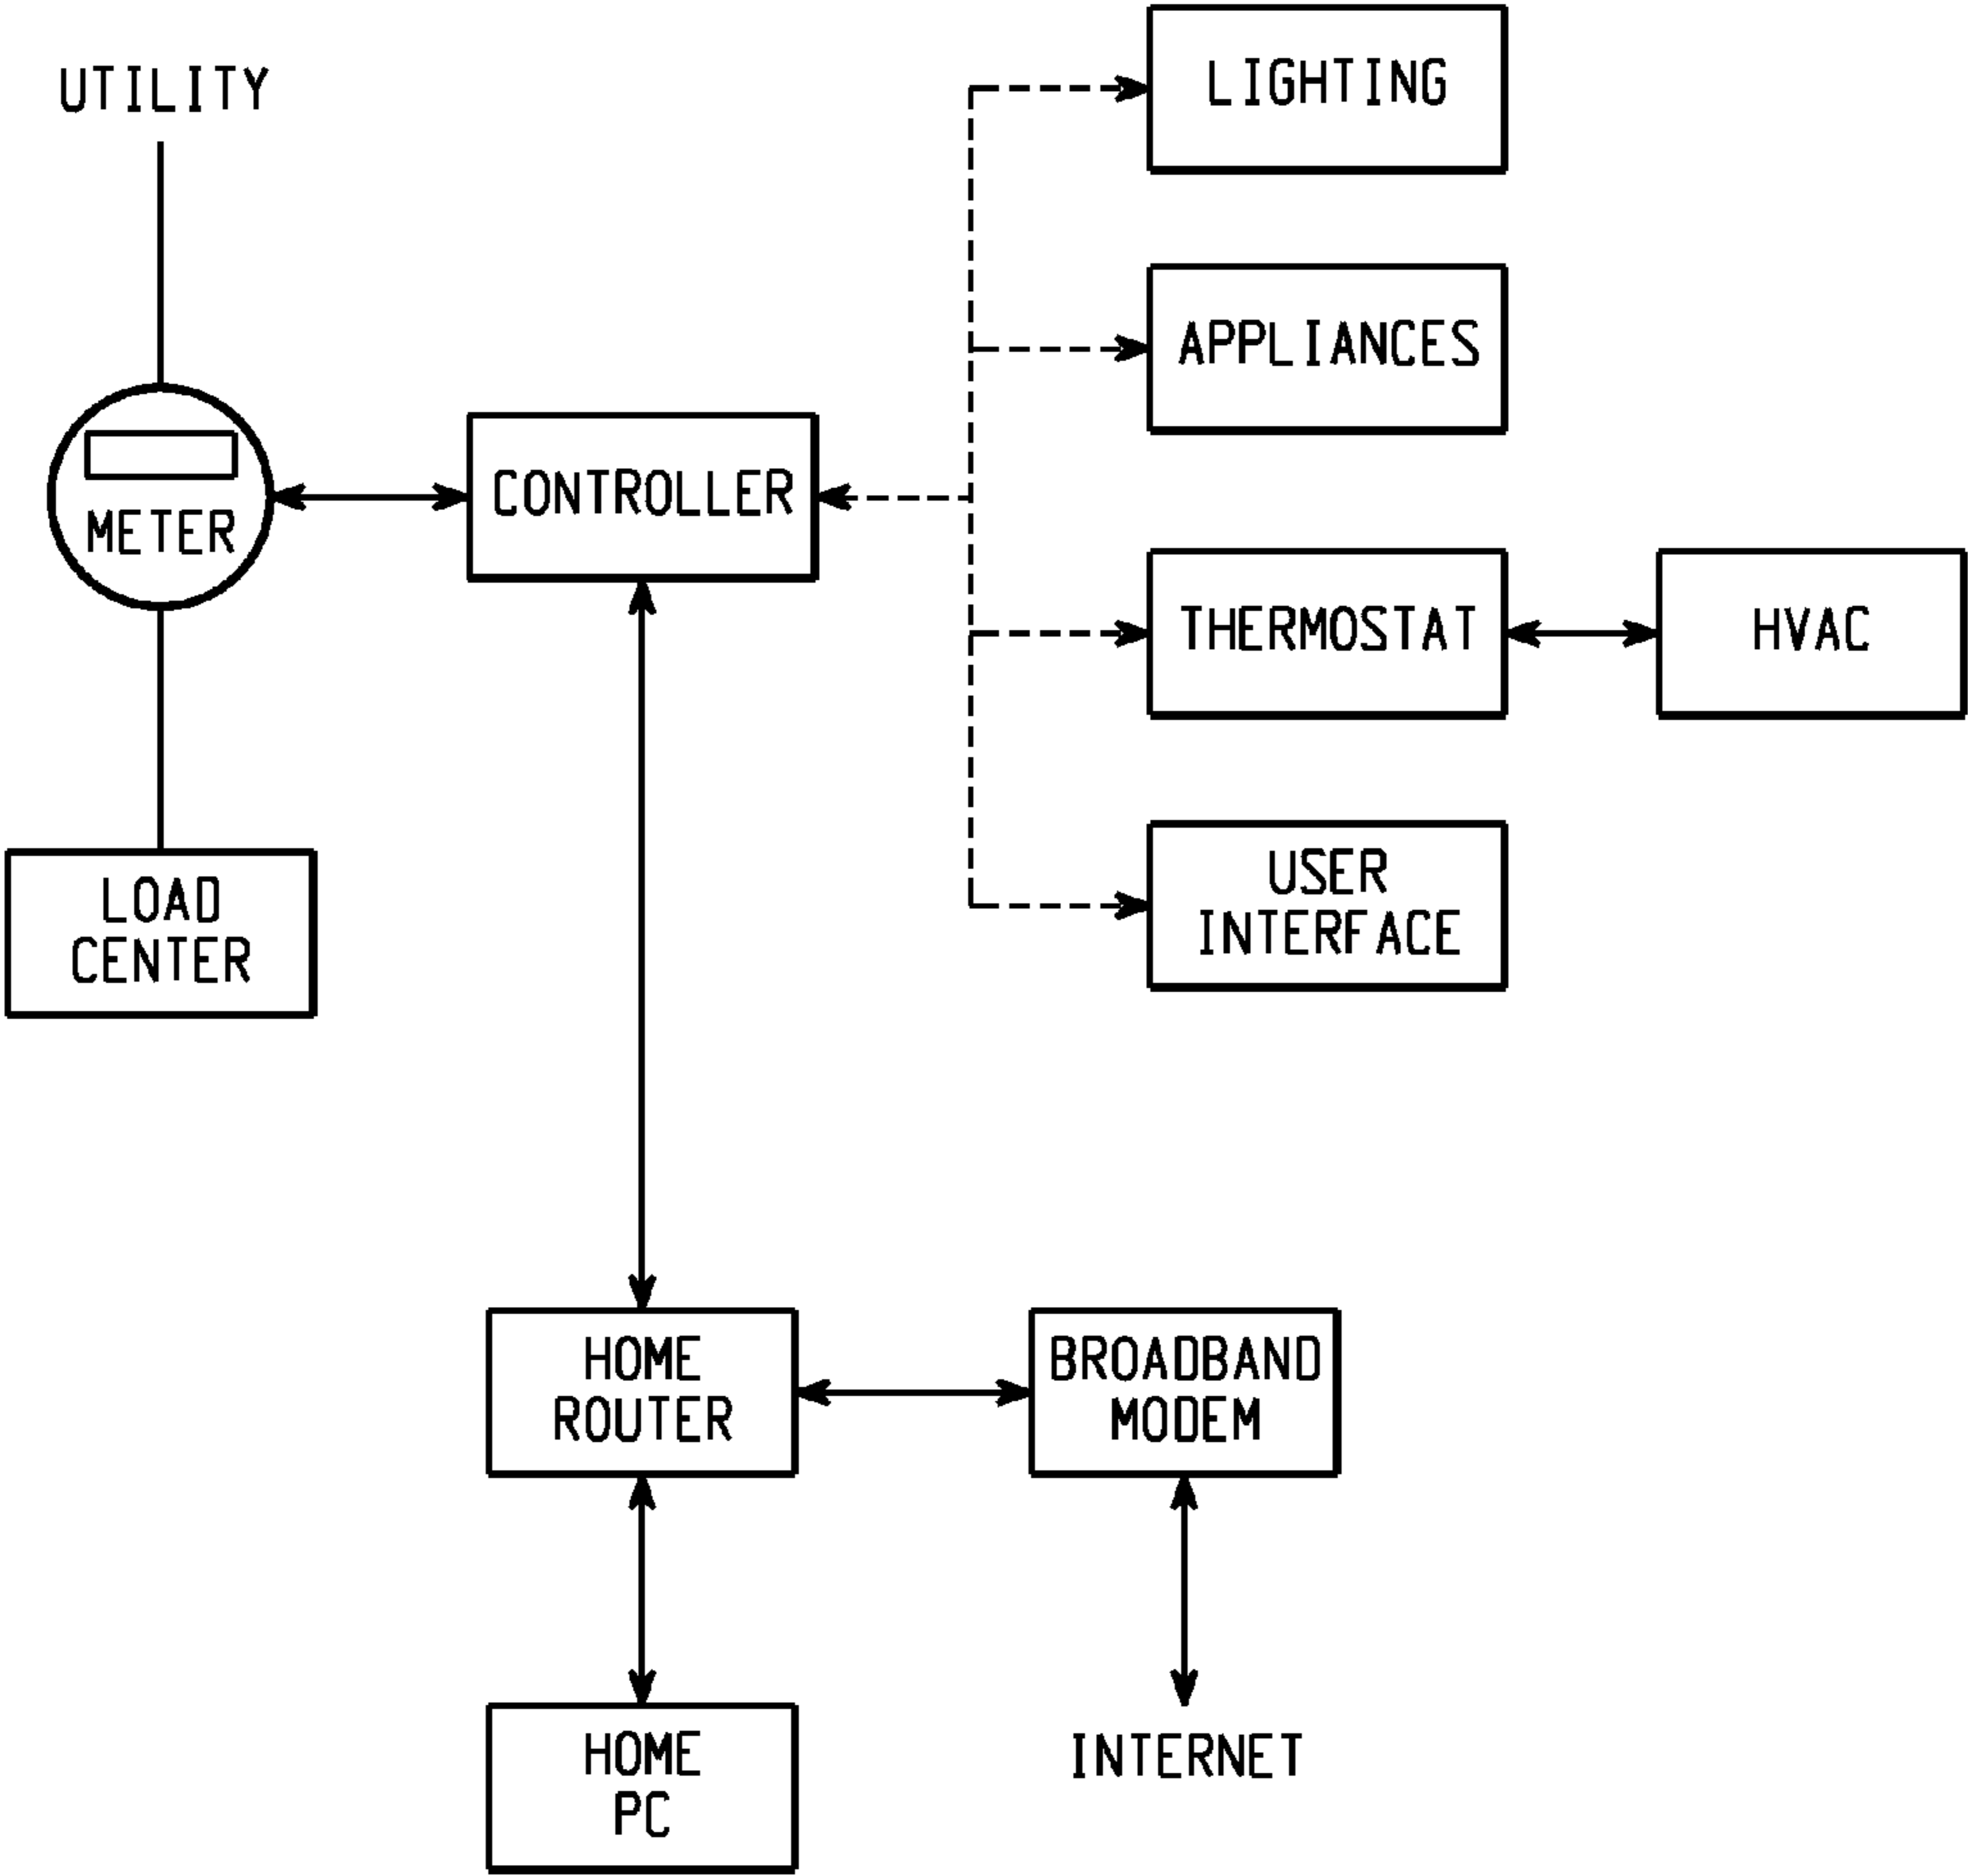 UTILITY
LIGHTING
APPLIANCES
METER
CONTROLLER
THERMOSTAT
HVAC
LOAD
CENTER
USER
INTERFACE
HOME
ROUTER
BROADBAND
MODEM
HOME
PC
INTERNET